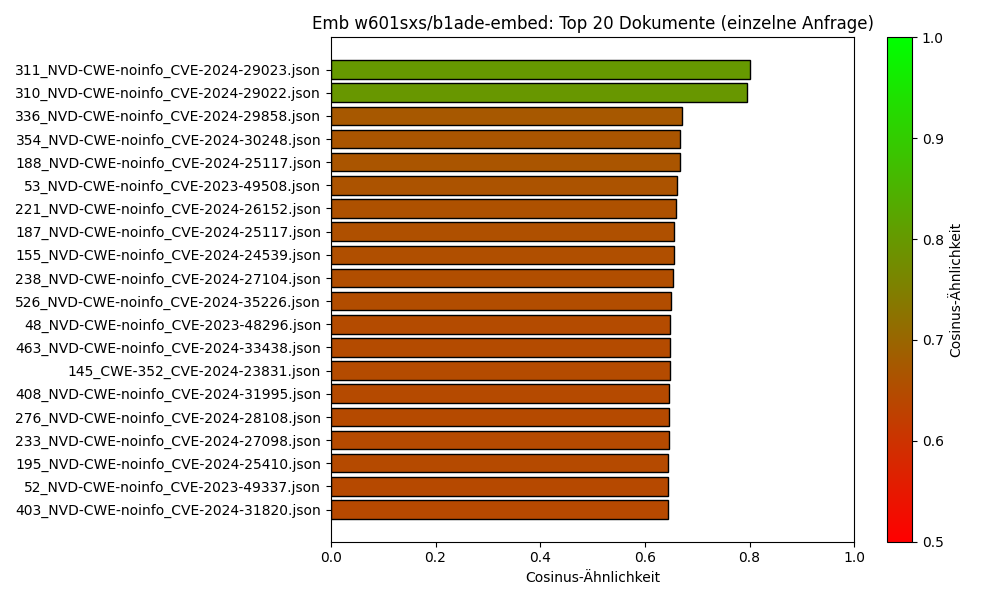 Emb w601sxs/b1ade-embed: Top 20 Dokumente (einzelne Anfrage)
311_NVD-CWE-noinfo_CVE-2024-29023.json
310_NVD-CWE-noinfo_CVE-2024-29022.json
336_NVD-CWE-noinfo_CVE-2024-29858.json
354_NVD-CWE-noinfo_CVE-2024-30248.json
188_NVD-CWE-noinfo_CVE-2024-25117.json
53_NVD-CWE-noinfo_CVE-2023-49508.json
221_NVD-CWE-noinfo_CVE-2024-26152.json
187_NVD-CWE-noinfo_CVE-2024-25117.json
155_NVD-CWE-noinfo_CVE-2024-24539.json
238_NVD-CWE-noinfo_CVE-2024-27104.json
526_NVD-CWE-noinfo_CVE-2024-35226.json
48_NVD-CWE-noinfo_CVE-2023-48296.json
463_NVD-CWE-noinfo_CVE-2024-33438.json
145_CWE-352_CVE-2024-23831.json
408_NVD-CWE-noinfo_CVE-2024-31995.json
276_NVD-CWE-noinfo_CVE-2024-28108.json
233_NVD-CWE-noinfo_CVE-2024-27098.json
195_NVD-CWE-noinfo_CVE-2024-25410.json
52_NVD-CWE-noinfo_CVE-2023-49337.json
403_NVD-CWE-noinfo_CVE-2024-31820.json
0.0 0.2 0.4 0.6 0.8 1.0
Cosinus-Ähnlichkeit
1.0
0.9
0.8
0.7
0.6
0.5
Cosinus-Ähnlichkeit